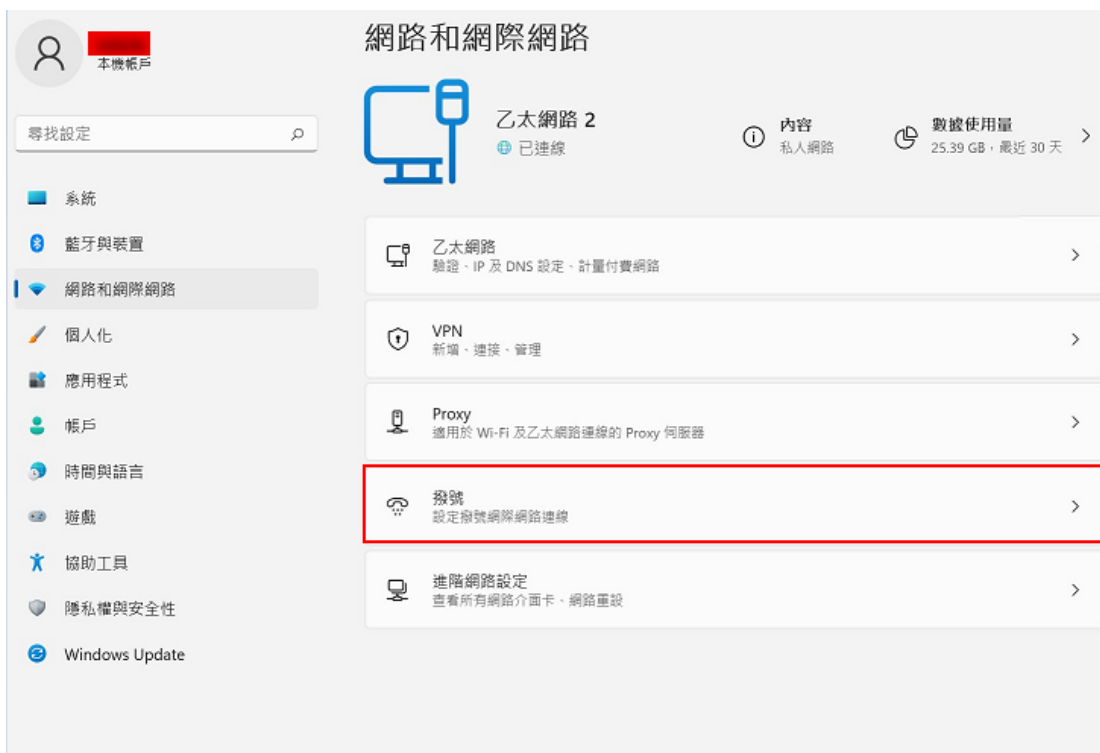 本機帳戶
尋找設定
系統
藍牙與裝置
網路和網際網路
個人化
應用程式
帳戶
時間與語言
遊戲
協助工具
隱私權與安全性
Windows Update
網路和網際網路
乙太網路 2
已連線
內容
私人網路
數據使用量
25.39 GB，最近 30 天
乙太網路
驗證、IP 及 DNS 設定、計量付費網路
VPN
新增、連接、管理
Proxy
適用於 Wi-Fi 及乙太網路連線的 Proxy 伺服器
撥號
設定撥號網際網路連線
進階網路設定
查看所有網路介面卡、網路重設